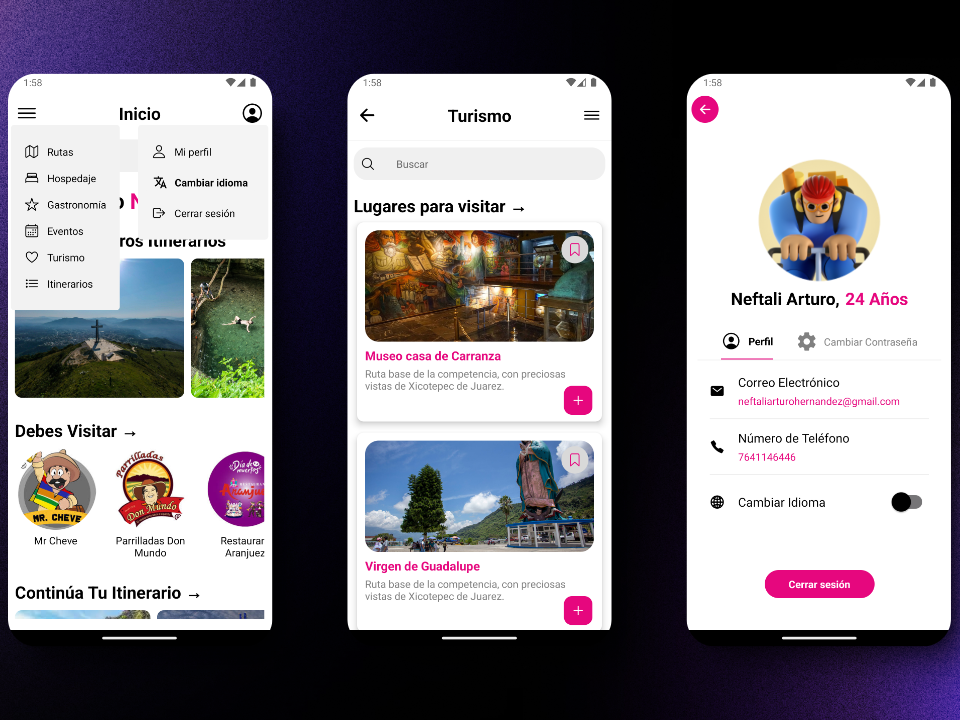 1:58
Inicio
Rutas
Hospedaje
Gastronomía
Eventos
Turismo
Itinerarios
Mi perfil
Cambiar idioma
Cerrar sesión
o N
ros Itinerarios
Debes Visitar →
MR. CHEVE
Parrilladas
Don Mundo
Día de
muertos
Aranjuez
Mr Cheve
Parrilladas Don
Mundo
Restaurar
Aranjuez
Continúa Tu Itinerario →
1:58
Turismo
Buscar
Lugares para visitar →
Museo casa de Carranza
Ruta base de la competencia, con preciosas
vistas de Xicotepec de Juarez.
Virgen de Guadalupe
Ruta base de la competencia, con preciosas
vistas de Xicotepec de Juarez.
1:58
Neftali Arturo, 24 Años
Perfil
Cambiar Contraseña
Correo Electrónico
neftaliarturohernandez@gmail.com
Número de Teléfono
7641146446
Cambiar Idioma
Cerrar sesión